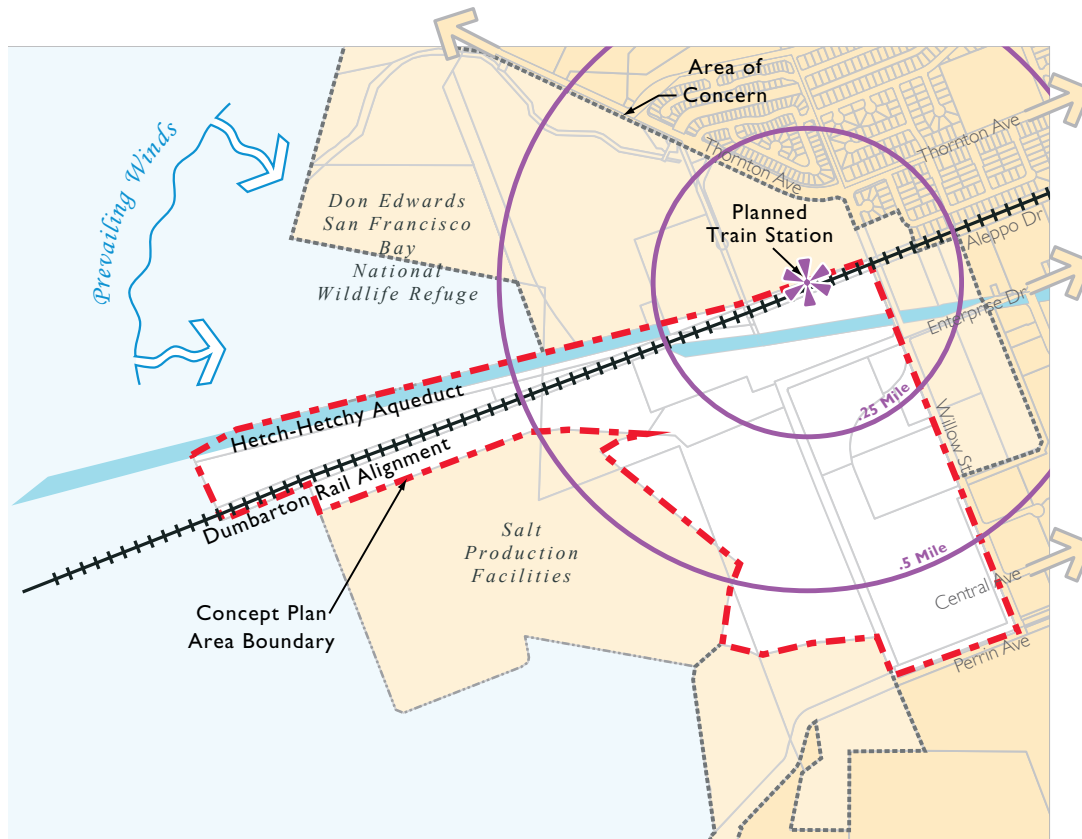 Area of
Concern
Thornton Ave
Thornton Ave
Prevailing Winds
Don Edwards
San Francisco
Bay
National
Wildlife Refuge
Planned
Train Station
Aleppo Dr
Enterprise Dr
.25 Mile
Willow St
Hetch-Hetchy Aqueduct
Dumbarton Rail Alignment
Salt
Production
Facilities
.5 Mile
Central Ave
Concept Plan
Area Boundary
Perrin Ave